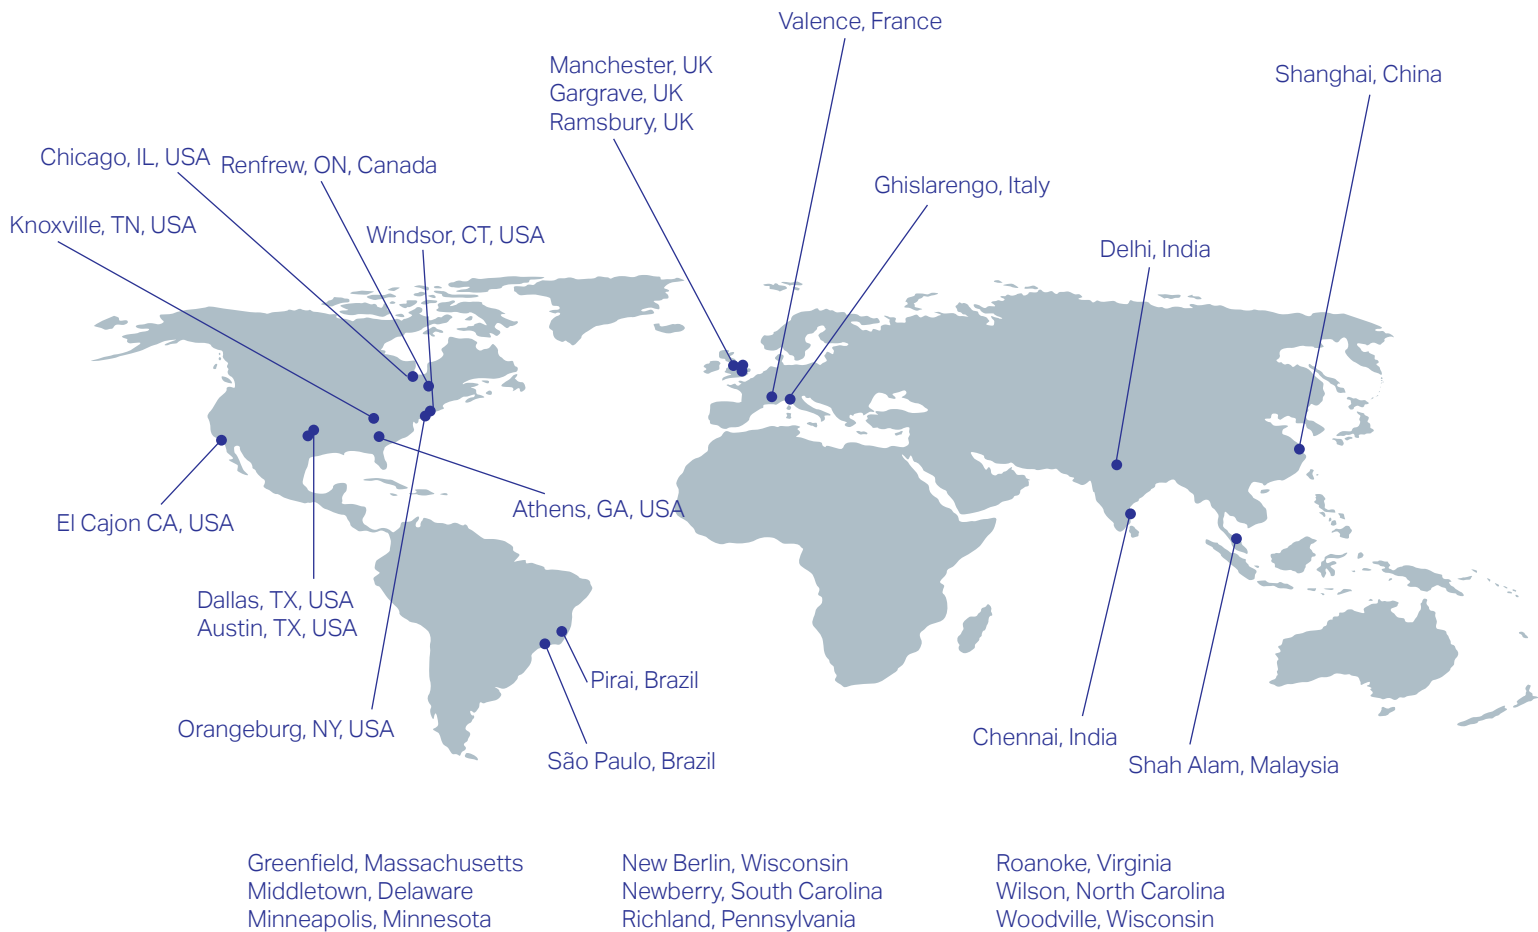 Valence, France
Manchester, UK
Gargrave, UK
Ramsbury, UK
Shanghai, China
Chicago, IL, USA
Renfrew, ON, Canada
Ghislarengo, Italy
Knoxville, TN, USA
Windsor, CT, USA
Delhi, India
Athens, GA, USA
El Cajon CA, USA
Dallas, TX, USA
Austin, TX, USA
Pirai, Brazil
Orangeburg, NY, USA
Chennai, India
São Paulo, Brazil
Shah Alam, Malaysia
Greenfield, Massachusetts
Middletown, Delaware
Minneapolis, Minnesota
New Berlin, Wisconsin
Newberry, South Carolina
Richland, Pennsylvania
Roanoke, Virginia
Wilson, North Carolina
Woodville, Wisconsin